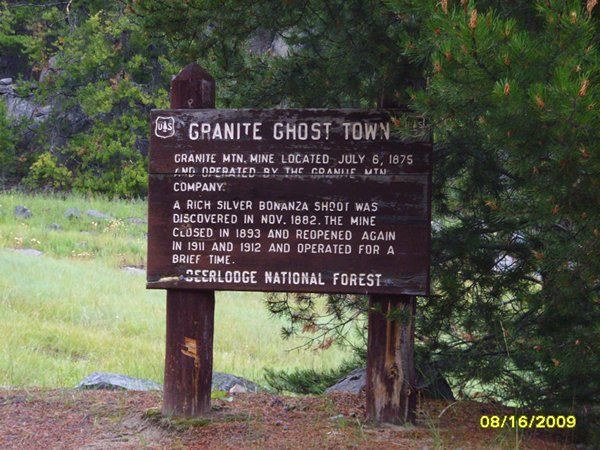 UAS
GRANITE GHOST TOWN
GRANITE MTN. MINE LOCATED JULY 6, 1875
AND OPERATED BY THE GRANITE MTN
COMPANY.
A RICH SILVER BONANZA SHOOT WAS
DISCOVERED IN NOV. 1882. THE MINE
CLOSED IN 1893 AND REOPENED AGAIN
IN 1911 AND 1912 AND OPERATED FOR A
BRIEF TIME.
DEERLODGE NATIONAL FOREST
08/16/2009